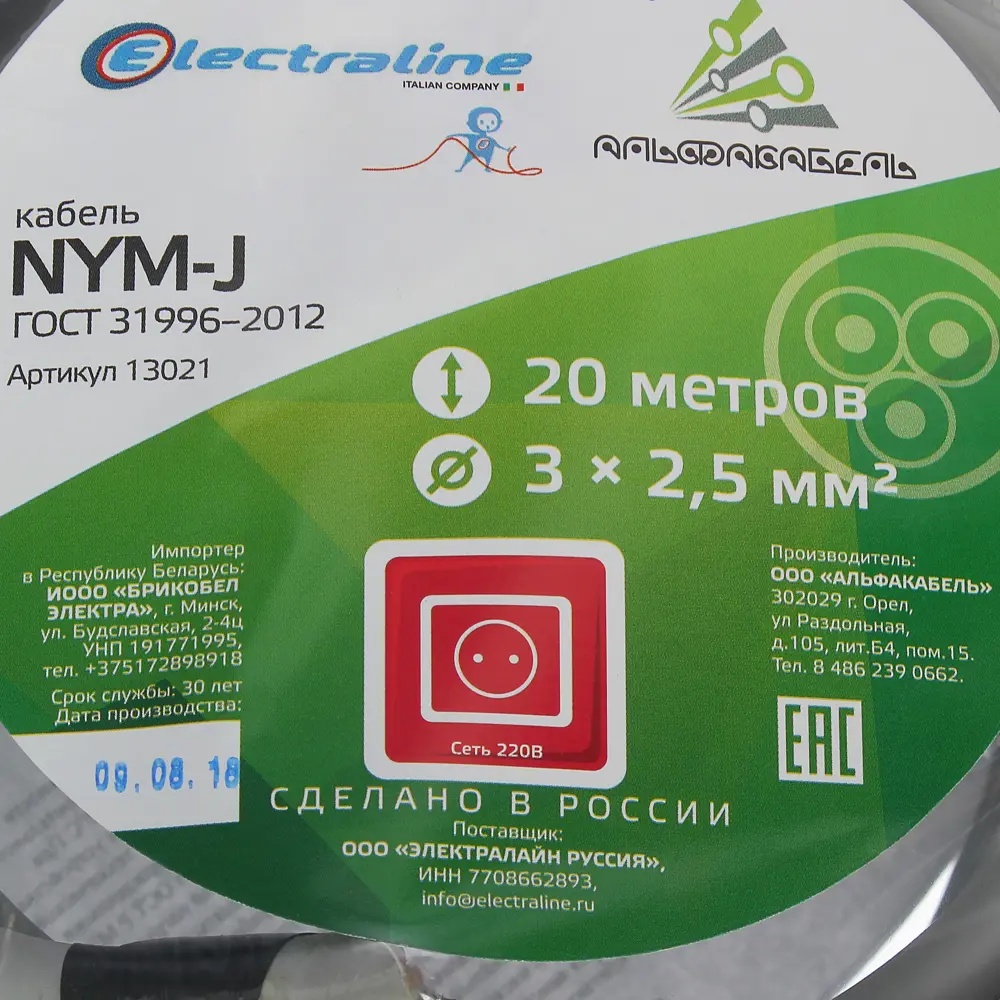 Electraline
ITALIAN COMPANY
АЛЬФАКАБЕЛЬ
кабель
NYM-J
ГОСТ 31996–2012
Артикул 13021
20 метров
3 × 2,5 мм²
Импортер
в Республику Беларусь:
ИООО «БРИКОБЕЛ
ЭЛЕКТРА», г. Минск,
ул. Будславская, 2-4ц
УНП 191771995,
тел. +375172898918
Срок службы: 30 лет
Дата производства:
09.08.18
Сеть 220В
Производитель:
ООО «АЛЬФАКАБЕЛЬ»
302029 г. Орел,
ул Раздольная,
д.105, лит.Б4, пом.15.
Тел. 8 486 239 0662.
EAC
СДЕЛАНО В РОССИИ
Поставщик:
ООО «ЭЛЕКТРАЛАЙН РУССИЯ»,
ИНН 7708662893,
info@electraline.ru